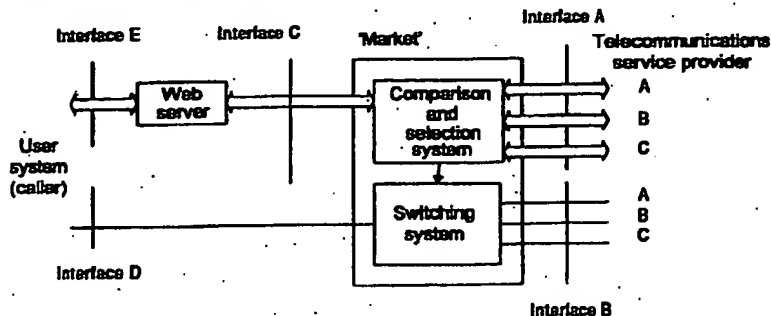 Interface E
Interface C
'Market'
Interface A
Telecommunications
service provider
Web
server
Comparison
and
selection
system
A
B
C
User
system
(caller)
Switching
system
A
B
C
Interface D
Interface B